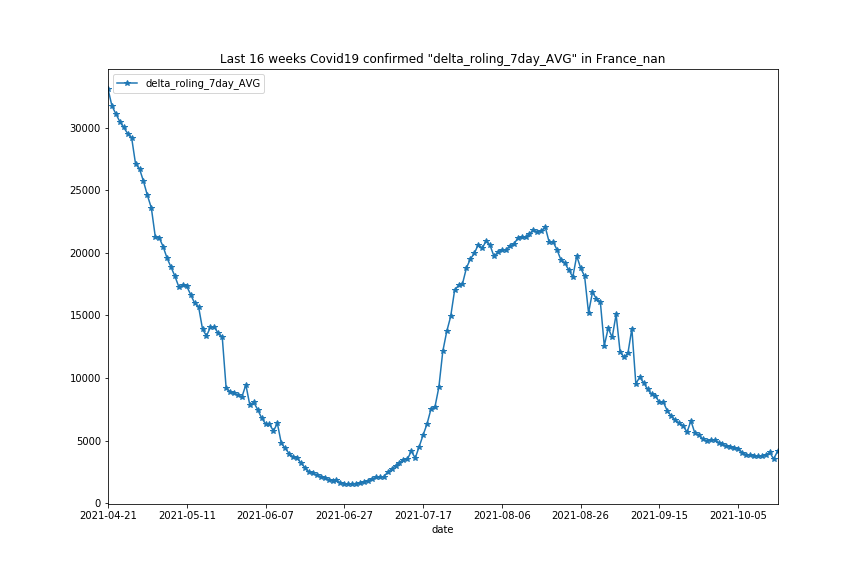 Last 16 weeks Covid19 confirmed "delta_roling_7day_AVG" in France_nan
delta_roling_7day_AVG
30000
25000
20000
15000
10000
5000
0
2021-04-21 2021-05-11 2021-06-07 2021-06-27 2021-07-17 2021-08-06 2021-08-26 2021-09-15 2021-10-05
date